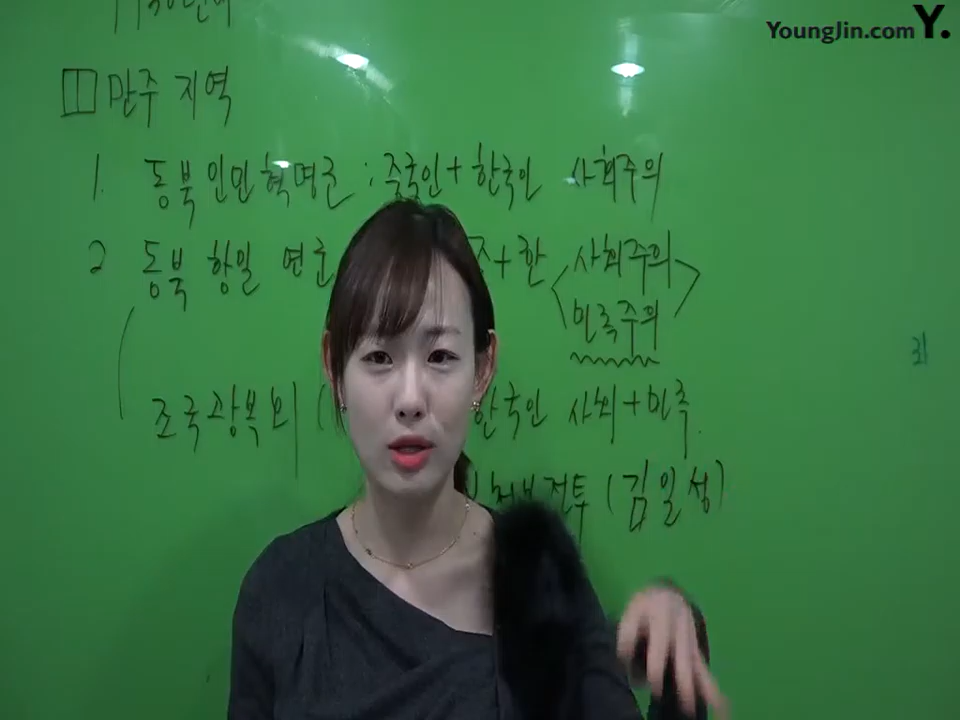 YoungJin.com Y.
만주 지역
1. 동북 인민 혁명군 : 중국인 + 한국인 사회주의
2 동북 항일 연군 + 한 < 사회주의 >
민족주의
조국광복회 ( 한국인 사회 + 민족.
전투 (김일성)